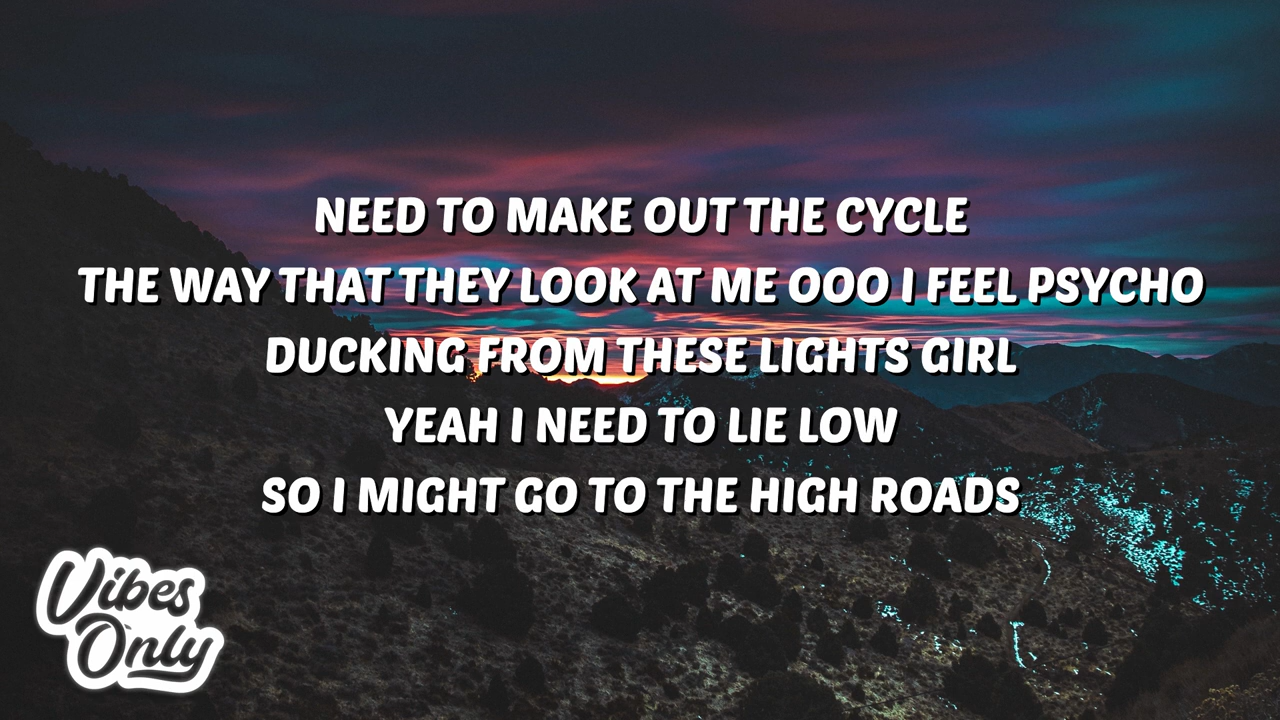 NEED TO MAKE OUT THE CYCLE
THE WAY THAT THEY LOOK AT ME OOO I FEEL PSYCHO
DUCKING FROM THESE LIGHTS GIRL
YEAH I NEED TO LIE LOW
SO I MIGHT GO TO THE HIGH ROADS
Vibes
Only